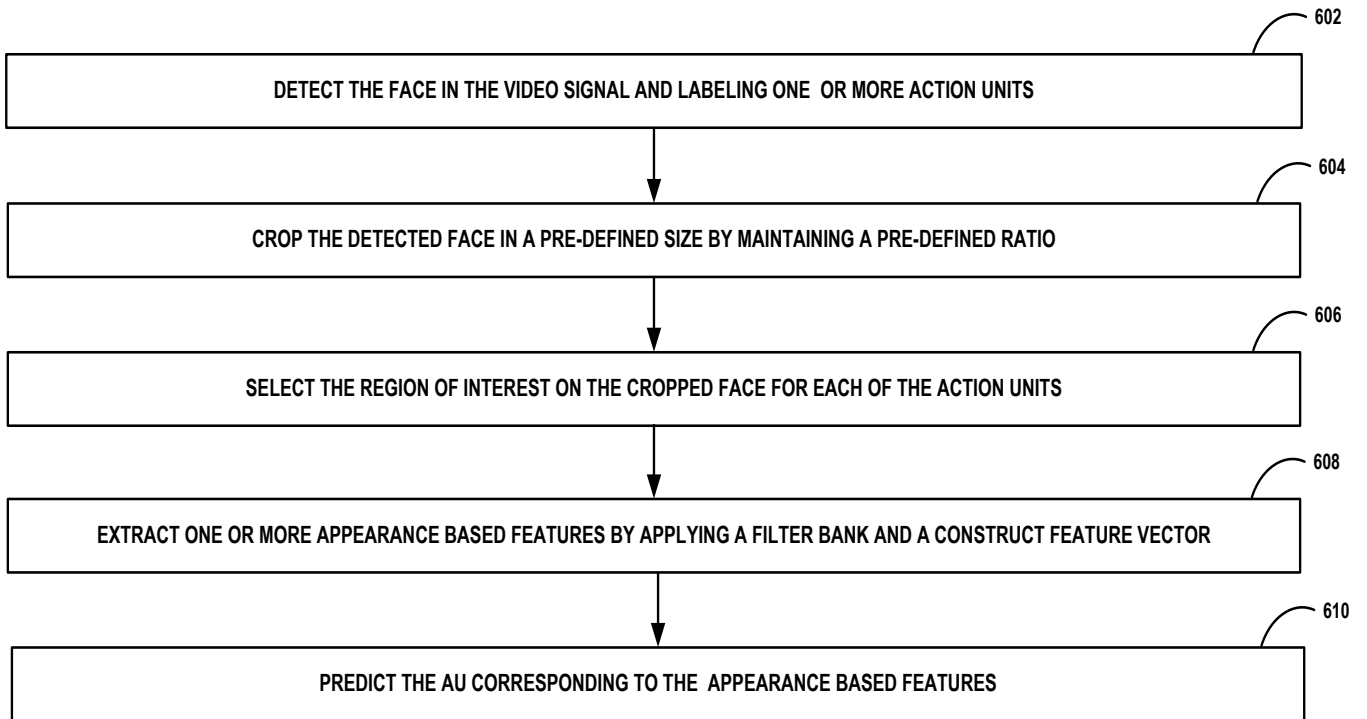 602
DETECT THE FACE IN THE VIDEO SIGNAL AND LABELING ONE OR MORE ACTION UNITS
604
CROP THE DETECTED FACE IN A PRE-DEFINED SIZE BY MAINTAINING A PRE-DEFINED RATIO
606
SELECT THE REGION OF INTEREST ON THE CROPPED FACE FOR EACH OF THE ACTION UNITS
608
EXTRACT ONE OR MORE APPEARANCE BASED FEATURES BY APPLYING A FILTER BANK AND A CONSTRUCT FEATURE VECTOR
610
PREDICT THE AU CORRESPONDING TO THE APPEARANCE BASED FEATURES